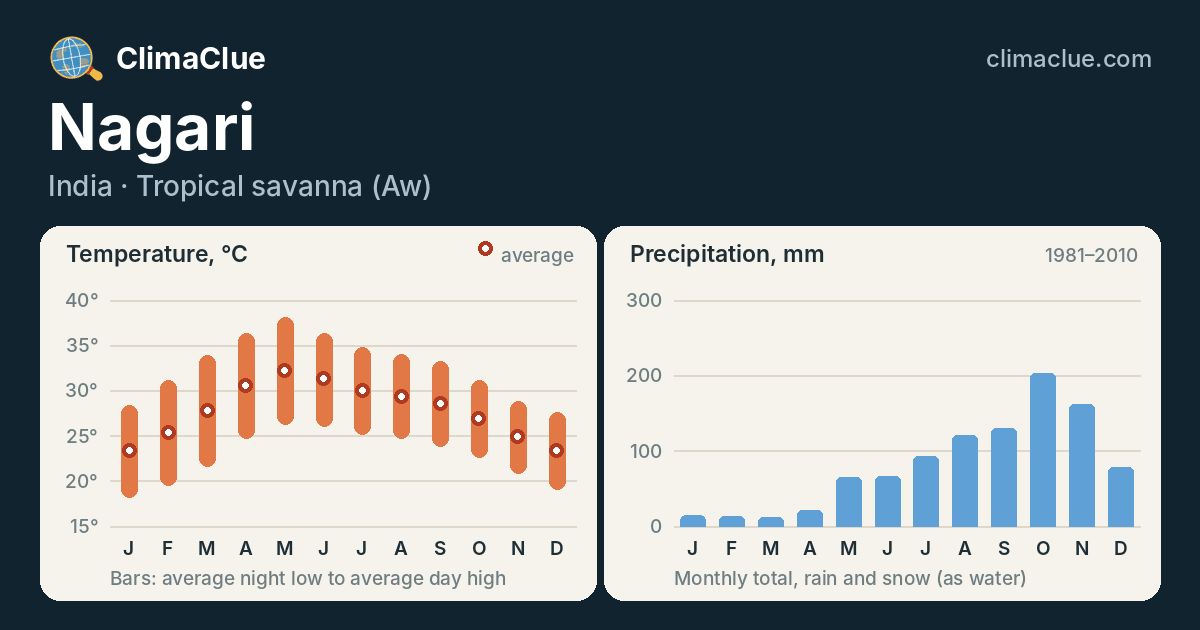 ClimaClue
climaclue.com
Nagari
India · Tropical savanna (Aw)
Temperature, °C
average
40°
35°
30°
25°
20°
15°
J F M A M J J A S O N D
Bars: average night low to average day high
Precipitation, mm
1981–2010
300
200
100
0
J F M A M J J A S O N D
Monthly total, rain and snow (as water)